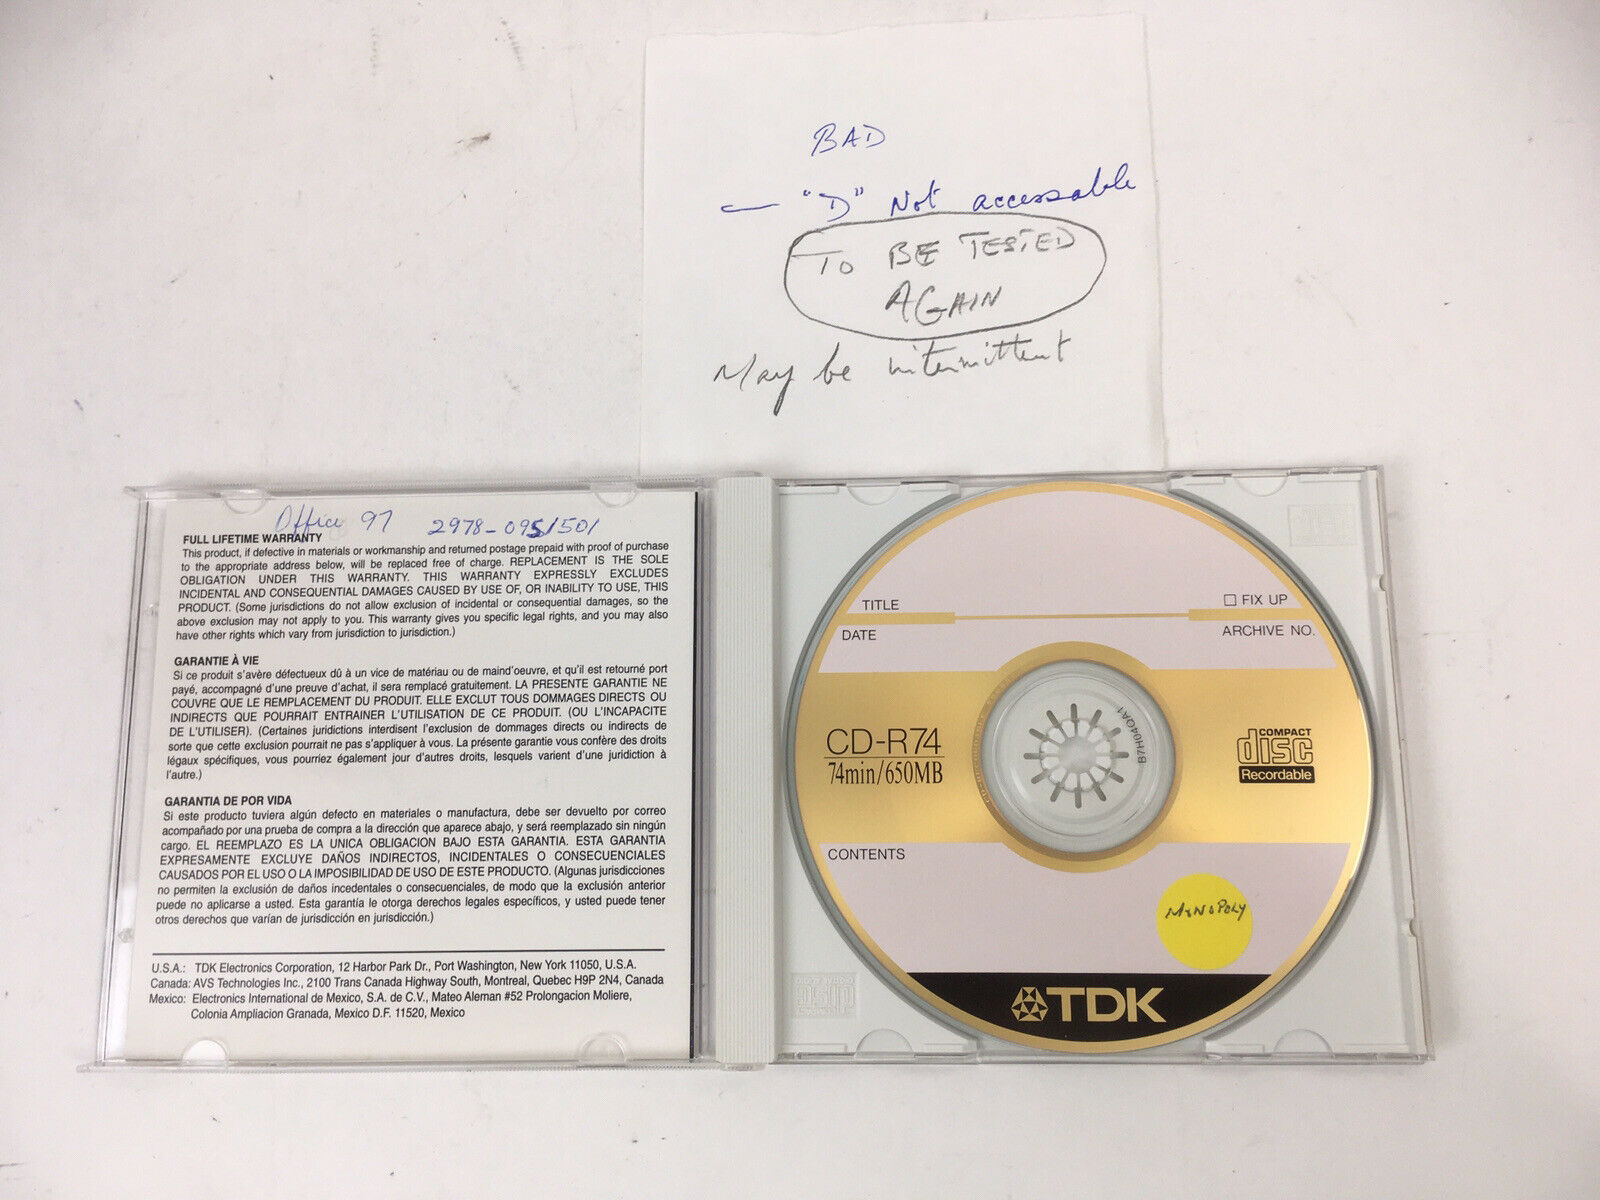 BAD
— "D" Not accessable
TO BE TESTED
AGAIN
May be intermittent
Office 97 2978-095/501
FULL LIFETIME WARRANTY
This product, if defective in materials or workmanship and returned postage prepaid with proof of purchase
to the appropriate address below, will be replaced free of charge. REPLACEMENT IS THE SOLE
OBLIGATION UNDER THIS WARRANTY. THIS WARRANTY EXPRESSLY EXCLUDES
INCIDENTAL AND CONSEQUENTIAL DAMAGES CAUSED BY USE OF, OR INABILITY TO USE, THIS
PRODUCT. (Some jurisdictions do not allow exclusion of incidental or consequential damages, so the
above exclusion may not apply to you. This warranty gives you specific legal rights, and you may also
have other rights which vary from jurisdiction to jurisdiction.)
GARANTIE À VIE
Si ce produit s'avère défectueux dû à un vice de matériau ou de maind'oeuvre, et qu'il est retourné port
payé, accompagné d'une preuve d'achat, il sera remplacé gratuitement. LA PRESENTE GARANTIE NE
COUVRE QUE LE REMPLACEMENT DU PRODUIT. ELLE EXCLUT TOUS DOMMAGES DIRECTS OU
INDIRECTS QUE POURRAIT ENTRAINER L'UTILISATION DE CE PRODUIT. (OU L'INCAPACITE
DE L'UTILISER). (Certaines juridictions interdisent l'exclusion de dommages directs ou indirects de
sorte que cette exclusion pourrait ne pas s'appliquer à vous. La présente garantie vous confère des droits
légaux spécifiques, vous pourriez également jour d'autres droits, lesquels varient d'une juridiction à
l'autre.)
GARANTIA DE POR VIDA
Si este producto tuviera algún defecto en materiales o manufactura, debe ser devuelto por correo
acompañado por una prueba de compra a la dirección que aparece abajo, y será reemplazado sin ningún
cargo. EL REEMPLAZO ES LA UNICA OBLIGACION BAJO ESTA GARANTIA. ESTA GARANTIA
EXPRESAMENTE EXCLUYE DAÑOS INDIRECTOS, INCIDENTALES O CONSECUENCIALES
CAUSADOS POR EL USO O LA IMPOSIBILIDAD DE USO DE ESTE PRODUCTO. (Algunas jurisdicciones
no permiten la exclusión de daños incedentales o consecuenciales, de modo que la exclusión anterior
puede no aplicarse a usted. Esta garantía le otorga derechos legales específicos, y usted puede tener
otros derechos que varían de jurisdicción en jurisdicción.)
U.S.A.: TDK Electronics Corporation, 12 Harbor Park Dr., Port Washington, New York 11050, U.S.A.
Canada: AVS Technologies Inc., 2100 Trans Canada Highway South, Montreal, Quebec H9P 2N4, Canada
Mexico: Electronics International de Mexico, S.A. de C.V., Mateo Aleman #52 Prolongacion Moliere,
Colonia Ampliacion Granada, Mexico D.F. 11520, Mexico
TITLE
☐ FIX UP
DATE
ARCHIVE NO.
CD-R74
74min/650MB
B7H04QA1
COMPACT
disc
Recordable
CONTENTS
MONOPOLY
TDK